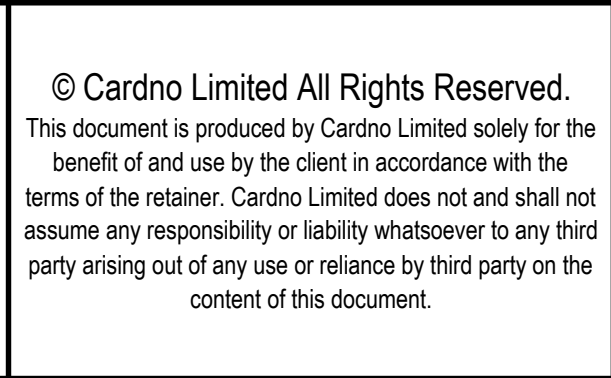 © Cardno Limited All Rights Reserved.
This document is produced by Cardno Limited solely for the
benefit of and use by the client in accordance with the
terms of the retainer. Cardno Limited does not and shall not
assume any responsibility or liability whatsoever to any third
party arising out of any use or reliance by third party on the
content of this document.